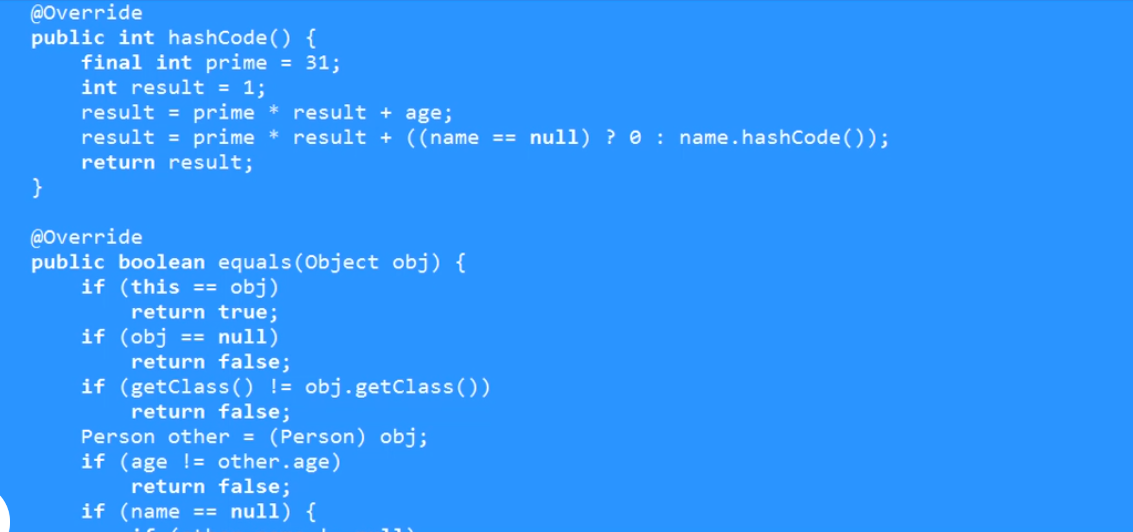 @Override
public int hashCode() {
    final int prime = 31;
    int result = 1;
    result = prime * result + age;
    result = prime * result + ((name == null) ? 0 : name.hashCode());
    return result;
}

@Override
public boolean equals(Object obj) {
    if (this == obj)
        return true;
    if (obj == null)
        return false;
    if (getClass() != obj.getClass())
        return false;
    Person other = (Person) obj;
    if (age != other.age)
        return false;
    if (name == null) {